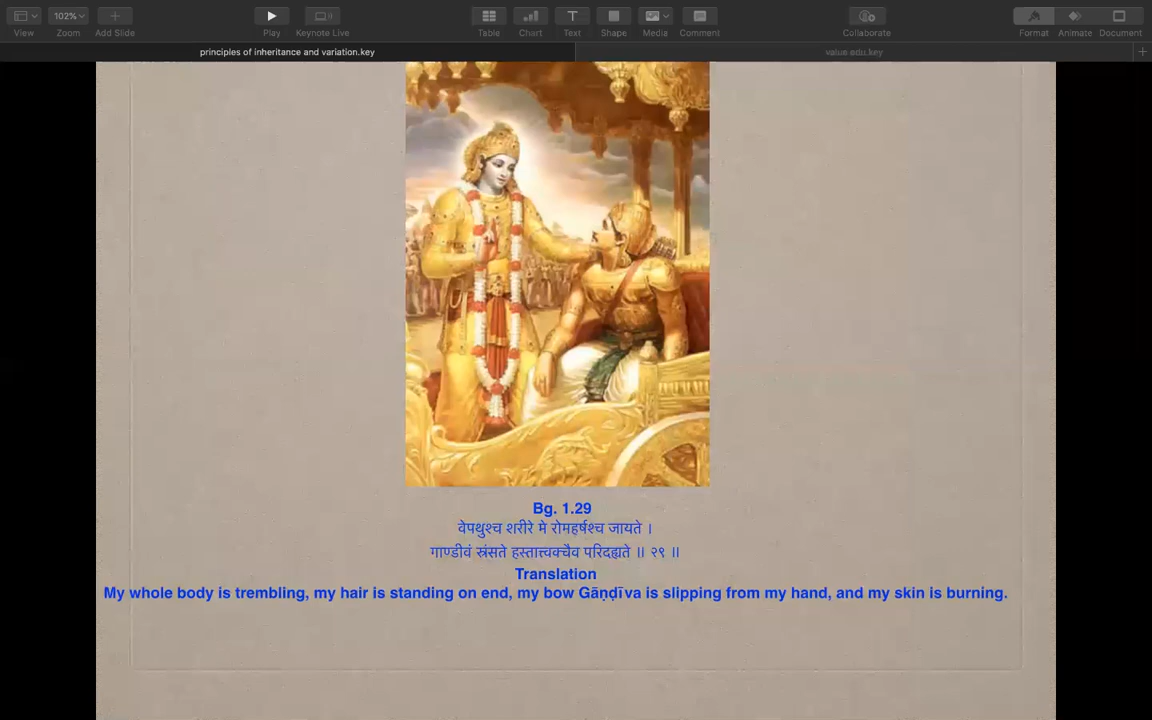 102%
View
Zoom
Add Slide
Play
Keynote Live
Table
Chart
Text
Shape
Media
Comment
Collaborate
Format
Animate
Document
principles of inheritance and variation.key
value edu.key
Bg. 1.29
वेपथुश्च शरीरे मे रोमहर्षश्च जायते ।
गाण्डीवं स्रंसते हस्तात्त्वक्चैव परिदह्यते ॥ २९ ॥
Translation
My whole body is trembling, my hair is standing on end, my bow Gāṇḍīva is slipping from my hand, and my skin is burning.